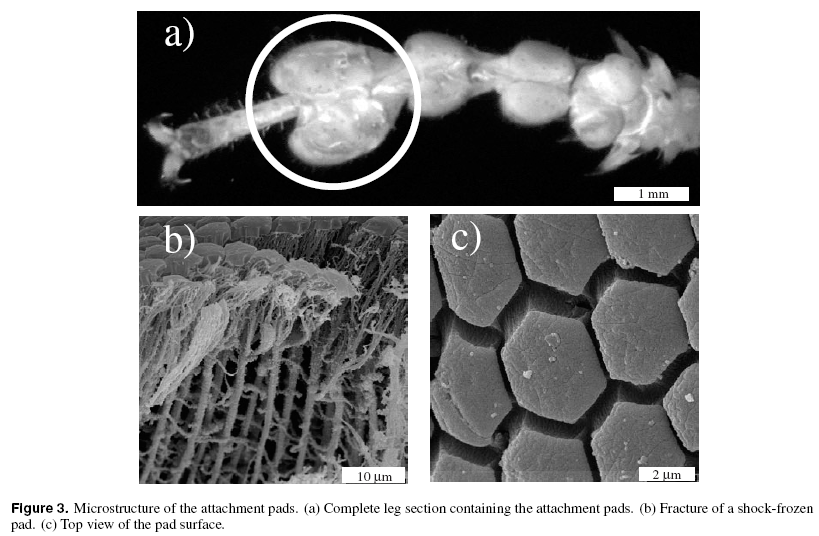 a)
1 mm
b)
c)
10 μm
2 μm
Figure 3. Microstructure of the attachment pads. (a) Complete leg section containing the attachment pads. (b) Fracture of a shock-frozen
pad. (c) Top view of the pad surface.